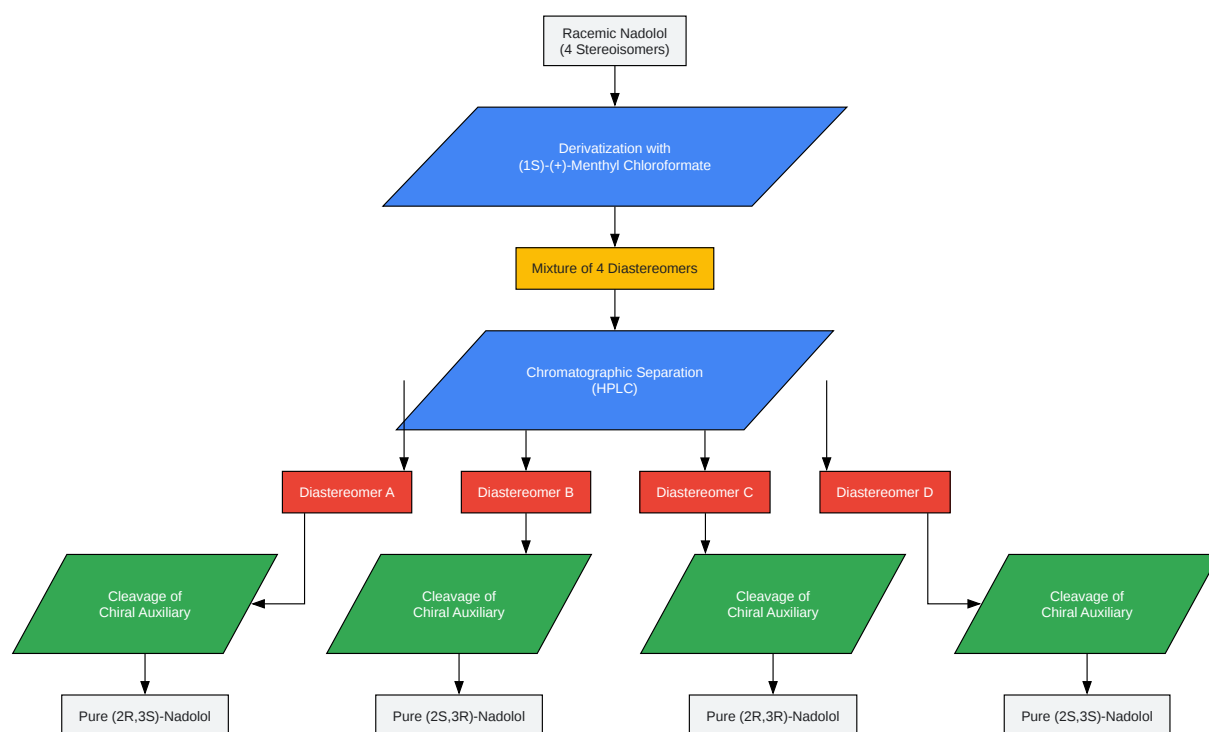 Racemic Nadolol
(4 Stereoisomers)
Derivatization with
(1S)-(+)-Menthyl Chloroformate
Mixture of 4 Diastereomers
Chromatographic Separation
(HPLC)
Diastereomer A
Diastereomer B
Diastereomer C
Diastereomer D
Cleavage of
Chiral Auxiliary
Cleavage of
Chiral Auxiliary
Cleavage of
Chiral Auxiliary
Cleavage of
Chiral Auxiliary
Pure (2R,3S)-Nadolol
Pure (2S,3R)-Nadolol
Pure (2R,3R)-Nadolol
Pure (2S,3S)-Nadolol